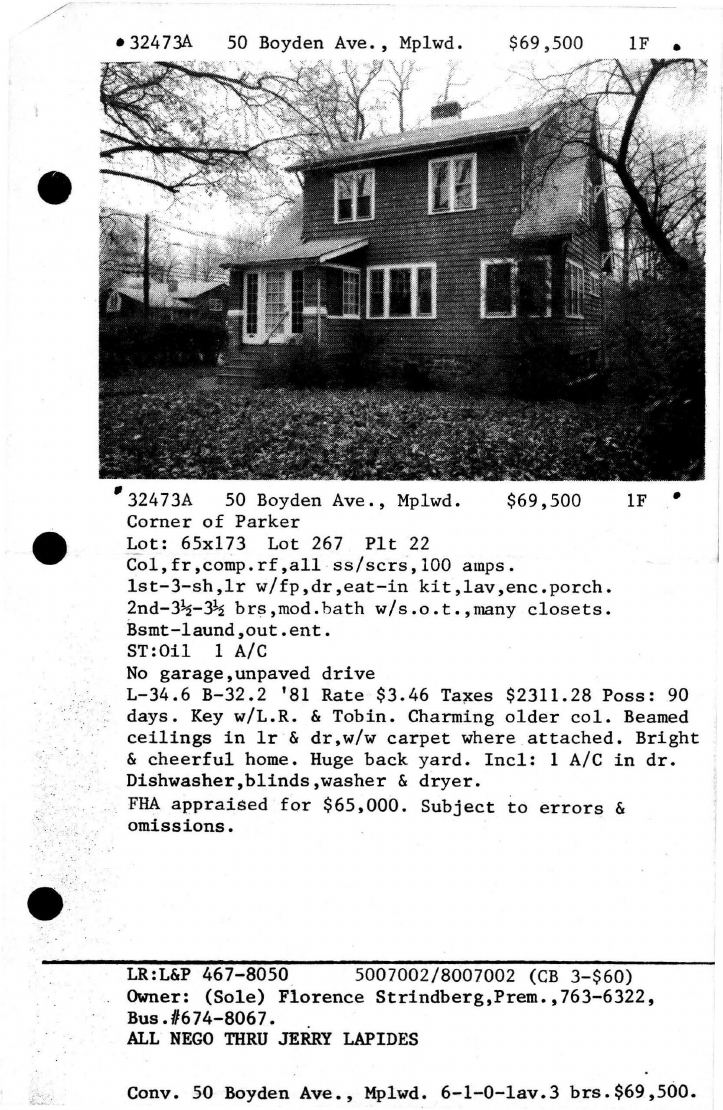 32473A 50 Boyden Ave., Mplwd. $69,500 1F
32473A 50 Boyden Ave., Mplwd. $69,500 1F
Corner of Parker
Lot: 65x173 Lot 267 Plt 22
Col,fr,comp.rf,all ss/scrs,100 amps.
1st-3-sh,lr w/fp,dr,eat-in kit,lav,enc.porch.
2nd-3½-3½ brs,mod.bath w/s.o.t.,many closets.
Bsmt-laund,out.ent.
ST:Oil 1 A/C
No garage,unpaved drive
L-34.6 B-32.2 '81 Rate $3.46 Taxes $2311.28 Poss: 90
days. Key w/L.R. & Tobin. Charming older col. Beamed
ceilings in lr & dr,w/w carpet where attached. Bright
& cheerful home. Huge back yard. Incl: 1 A/C in dr.
Dishwasher,blinds,washer & dryer.
FHA appraised for $65,000. Subject to errors &
omissions.
LR:L&P 467-8050 5007002/8007002 (CB 3-$60)
Owner: (Sole) Florence Strindberg,Prem.,763-6322,
Bus.#674-8067.
ALL NEGO THRU JERRY LAPIDES
Conv. 50 Boyden Ave., Mplwd. 6-1-0-1av.3 brs.$69,500.